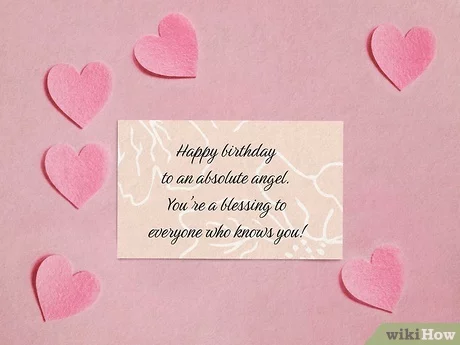 Happy birthday
to an absolute angel.
You're a blessing to
everyone who knows you!
wikiHow